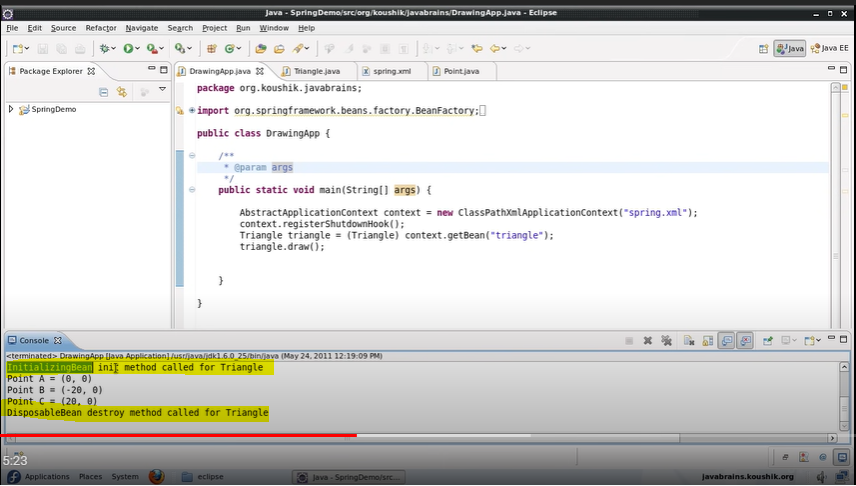 Java - SpringDemo/src/org/koushik/javabrains/DrawingApp.java - Eclipse
File Edit Source Refactor Navigate Search Project Run Window Help
Java Java EE
Package Explorer
DrawingApp.java Triangle.java spring.xml Point.java
SpringDemo
package org.koushik.javabrains;
import org.springframework.beans.factory.BeanFactory;
public class DrawingApp {
/**
* @param args
*/
public static void main(String[] args) {
AbstractApplicationContext context = new ClassPathXmlApplicationContext("spring.xml");
context.registerShutdownHook();
Triangle triangle = (Triangle) context.getBean("triangle");
triangle.draw();
}
}
Console
<terminated> DrawingApp [Java Application] /usr/java/jdk1.6.0_25/bin/java (May 24, 2011 12:19:09 PM)
InitializingBean init method called for Triangle
Point A = (0, 0)
Point B = (-20, 0)
Point C = (20, 0)
DisposableBean destroy method called for Triangle
5:23
Applications Places System eclipse Java - SpringDemo/src... javabrains.koushik.org